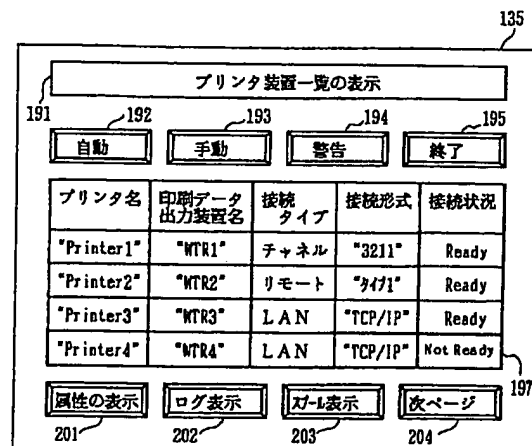 135
プリンタ装置一覧の表示
191 192 193 194 195
自動 手動 警告 終了
プリンタ名 印刷データ出力装置名 接続タイプ 接続形式 接続状況
"Printer1" "WTR1" チャネル "3211" Ready
"Printer2" "WTR2" リモート "タイプ1" Ready
"Printer3" "WTR3" LAN "TCP/IP" Ready
"Printer4" "WTR4" LAN "TCP/IP" Not Ready
197
属性の表示 ログ表示 スプール表示 次ページ
201 202 203 204